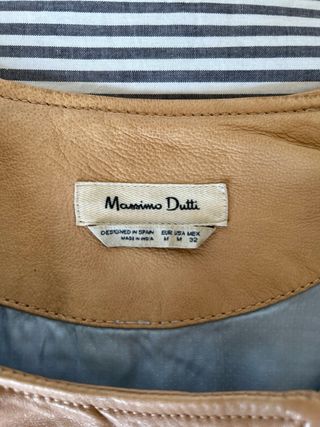 Massimo Dutti
DESIGNED IN SPAIN EUR USA MEX
MADE IN INDIA M M 32